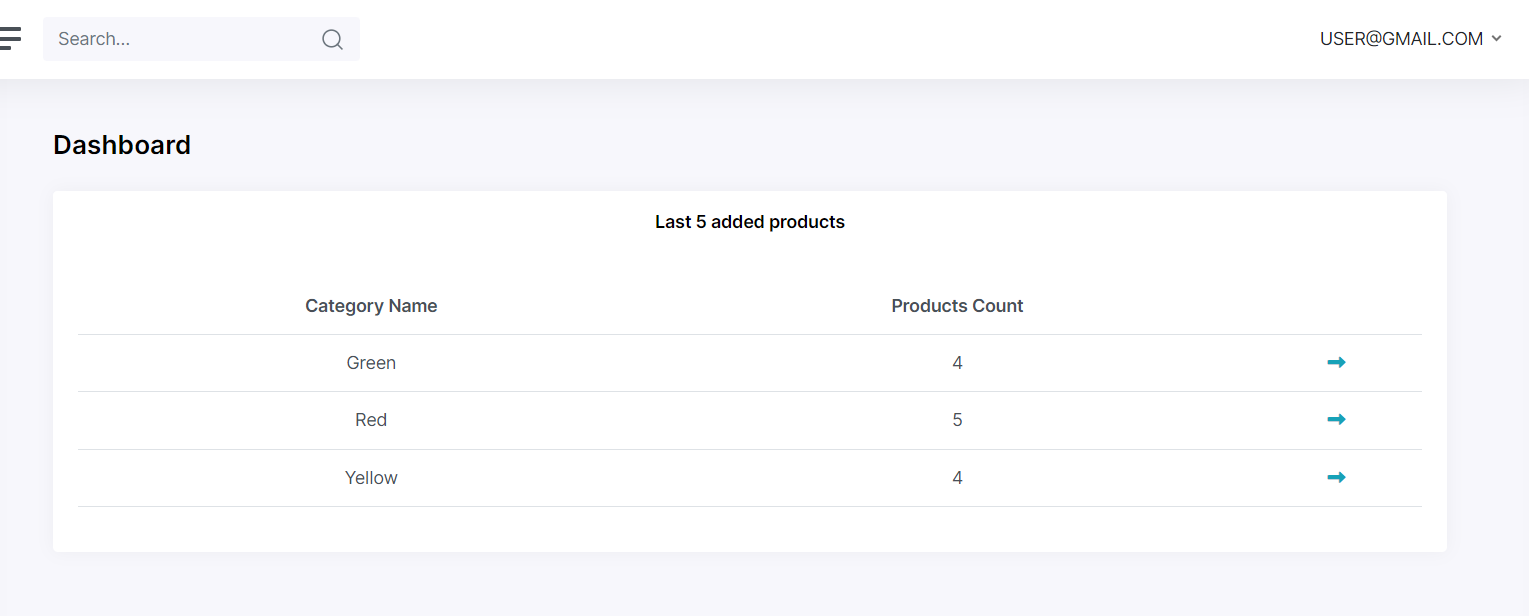 Search...
USER@GMAIL.COM
Dashboard
Last 5 added products
Category Name Products Count
Green 4
Red 5
Yellow 4